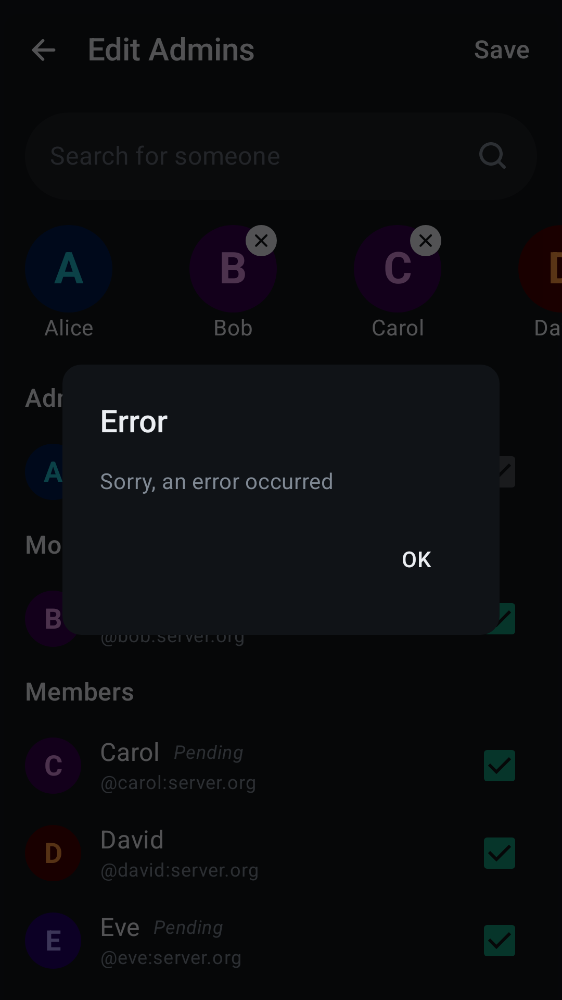 Edit Admins
Save
Search for someone
A
B
C
D
Alice
Bob
Carol
Da
Error
Sorry, an error occurred
OK
Adr
A
Mo
B
@bob:server.org
Members
C
Carol Pending
@carol:server.org
D
David
@david:server.org
E
Eve Pending
@eve:server.org